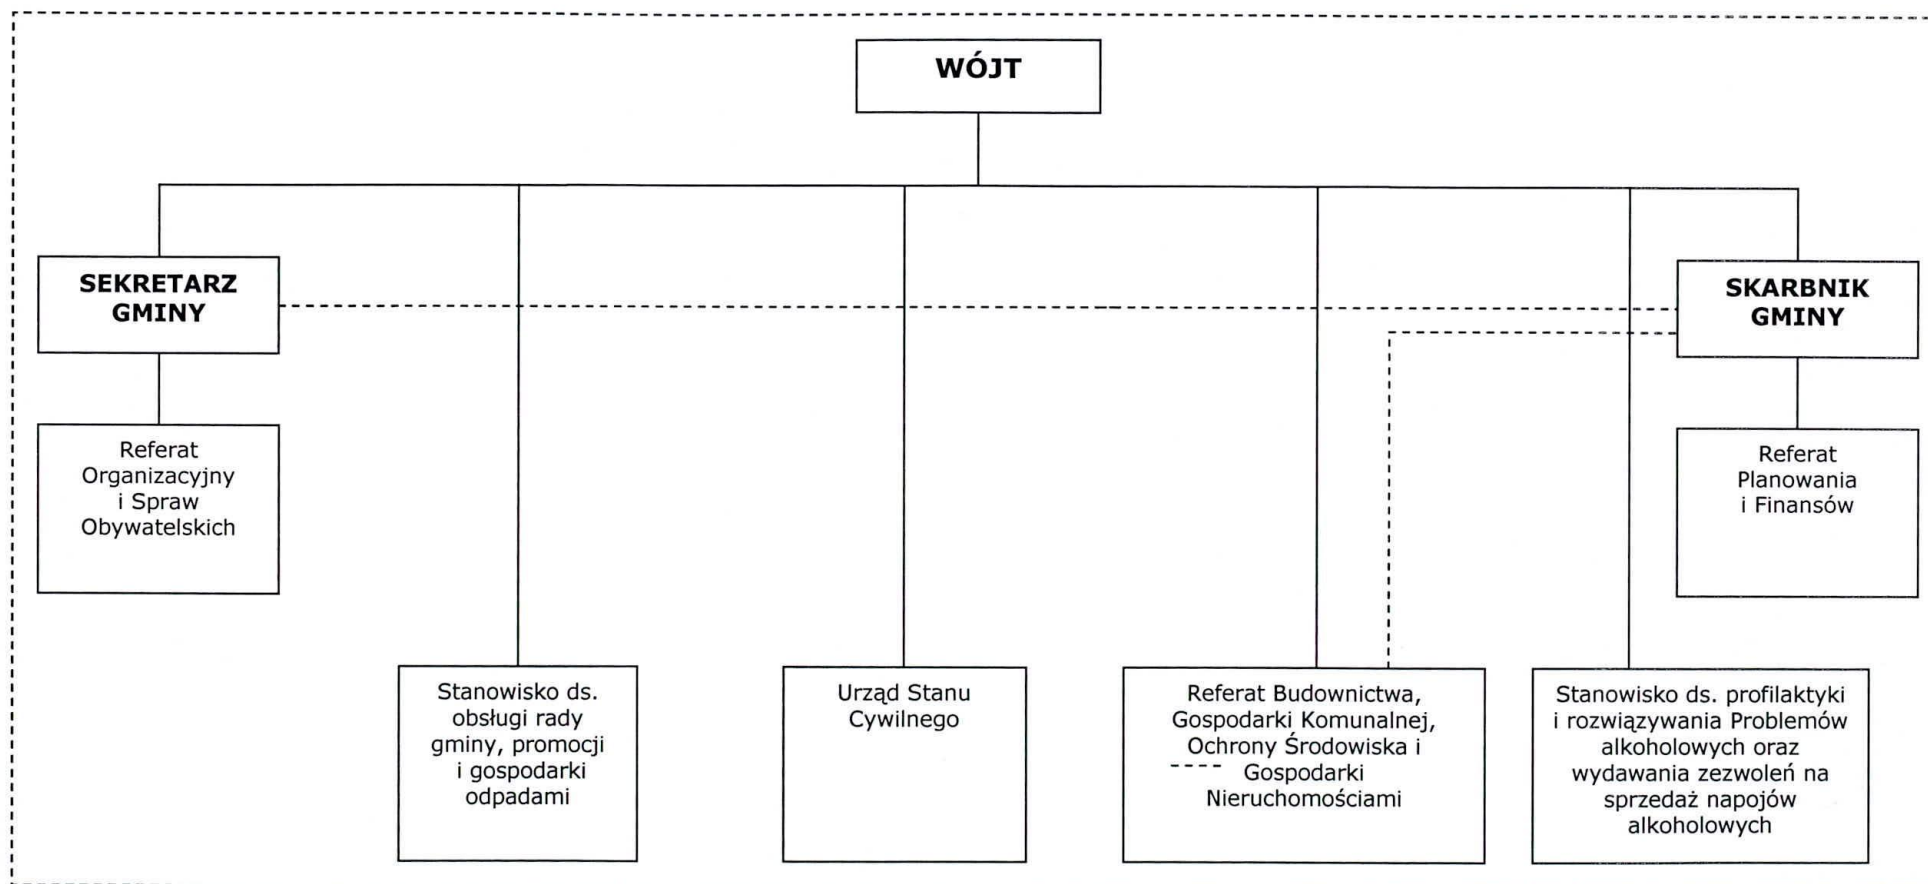 WÓJT
SEKRETARZ
GMINY
SKARBNIK
GMINY
Referat
Organizacyjny
i Spraw
Obywatelskich
Referat
Planowania
i Finansów
Stanowisko ds.
obsługi rady
gminy, promocji
i gospodarki
odpadami
Urząd Stanu
Cywilnego
Referat Budownictwa,
Gospodarki Komunalnej,
Ochrony Środowiska i
Gospodarki
Nieruchomościami
Stanowisko ds. profilaktyki
i rozwiązywania Problemów
alkoholowych oraz
wydawania zezwoleń na
sprzedaż napojów
alkoholowych